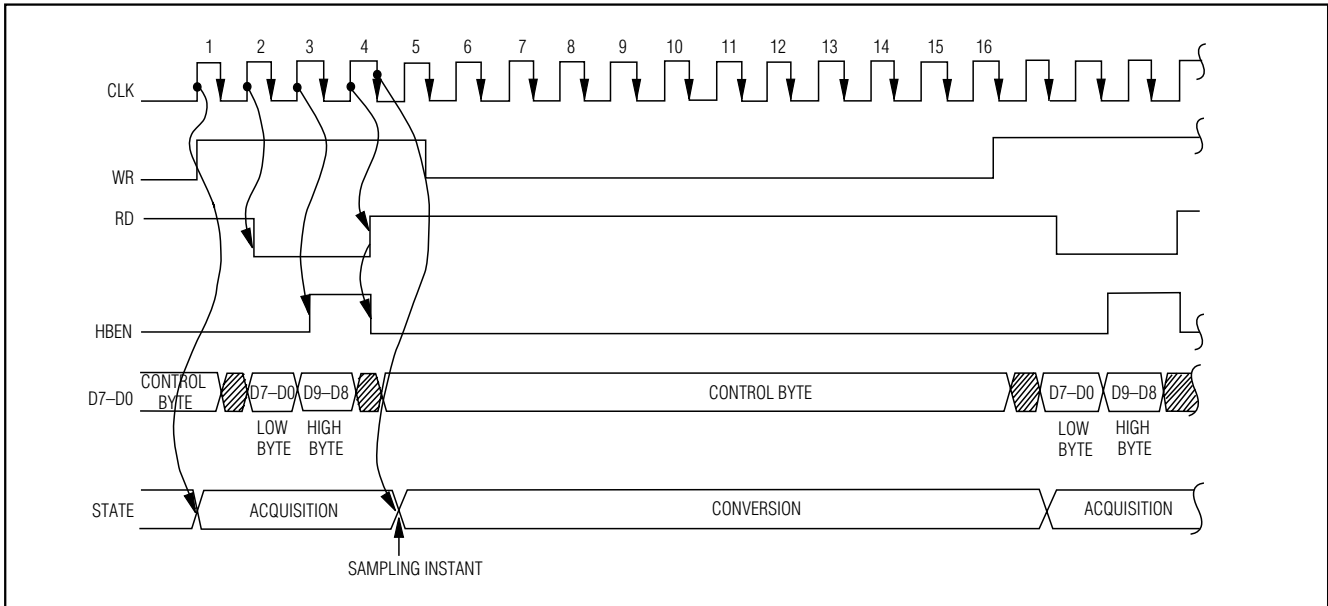 1 2 3 4 5 6 7 8 9 10 11 12 13 14 15 16
CLK
WR
RD
HBEN
D7–D0
CONTROL
BYTE
D7–D0
D9–D8
CONTROL BYTE
D7–D0
D9–D8
LOW
BYTE
HIGH
BYTE
LOW
BYTE
HIGH
BYTE
STATE
ACQUISITION
CONVERSION
ACQUISITION
SAMPLING INSTANT